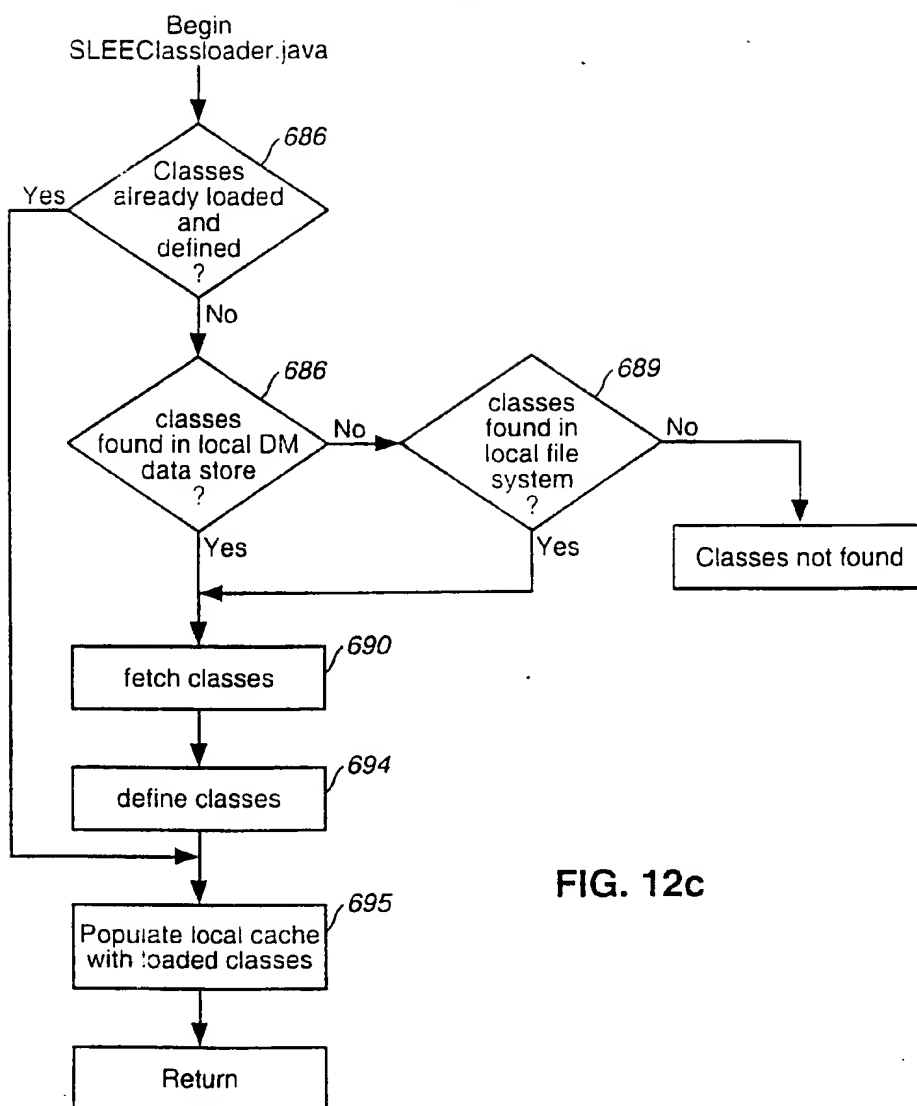 Begin
SLEEClassloader.java
686
Classes
already loaded
and
defined
?
Yes
No
686
classes
found in local DM
data store
?
No
Yes
689
classes
found in
local file
system
?
No
Yes
Classes not found
690
fetch classes
694
define classes
695
Populate local cache
with loaded classes
Return
FIG. 12c